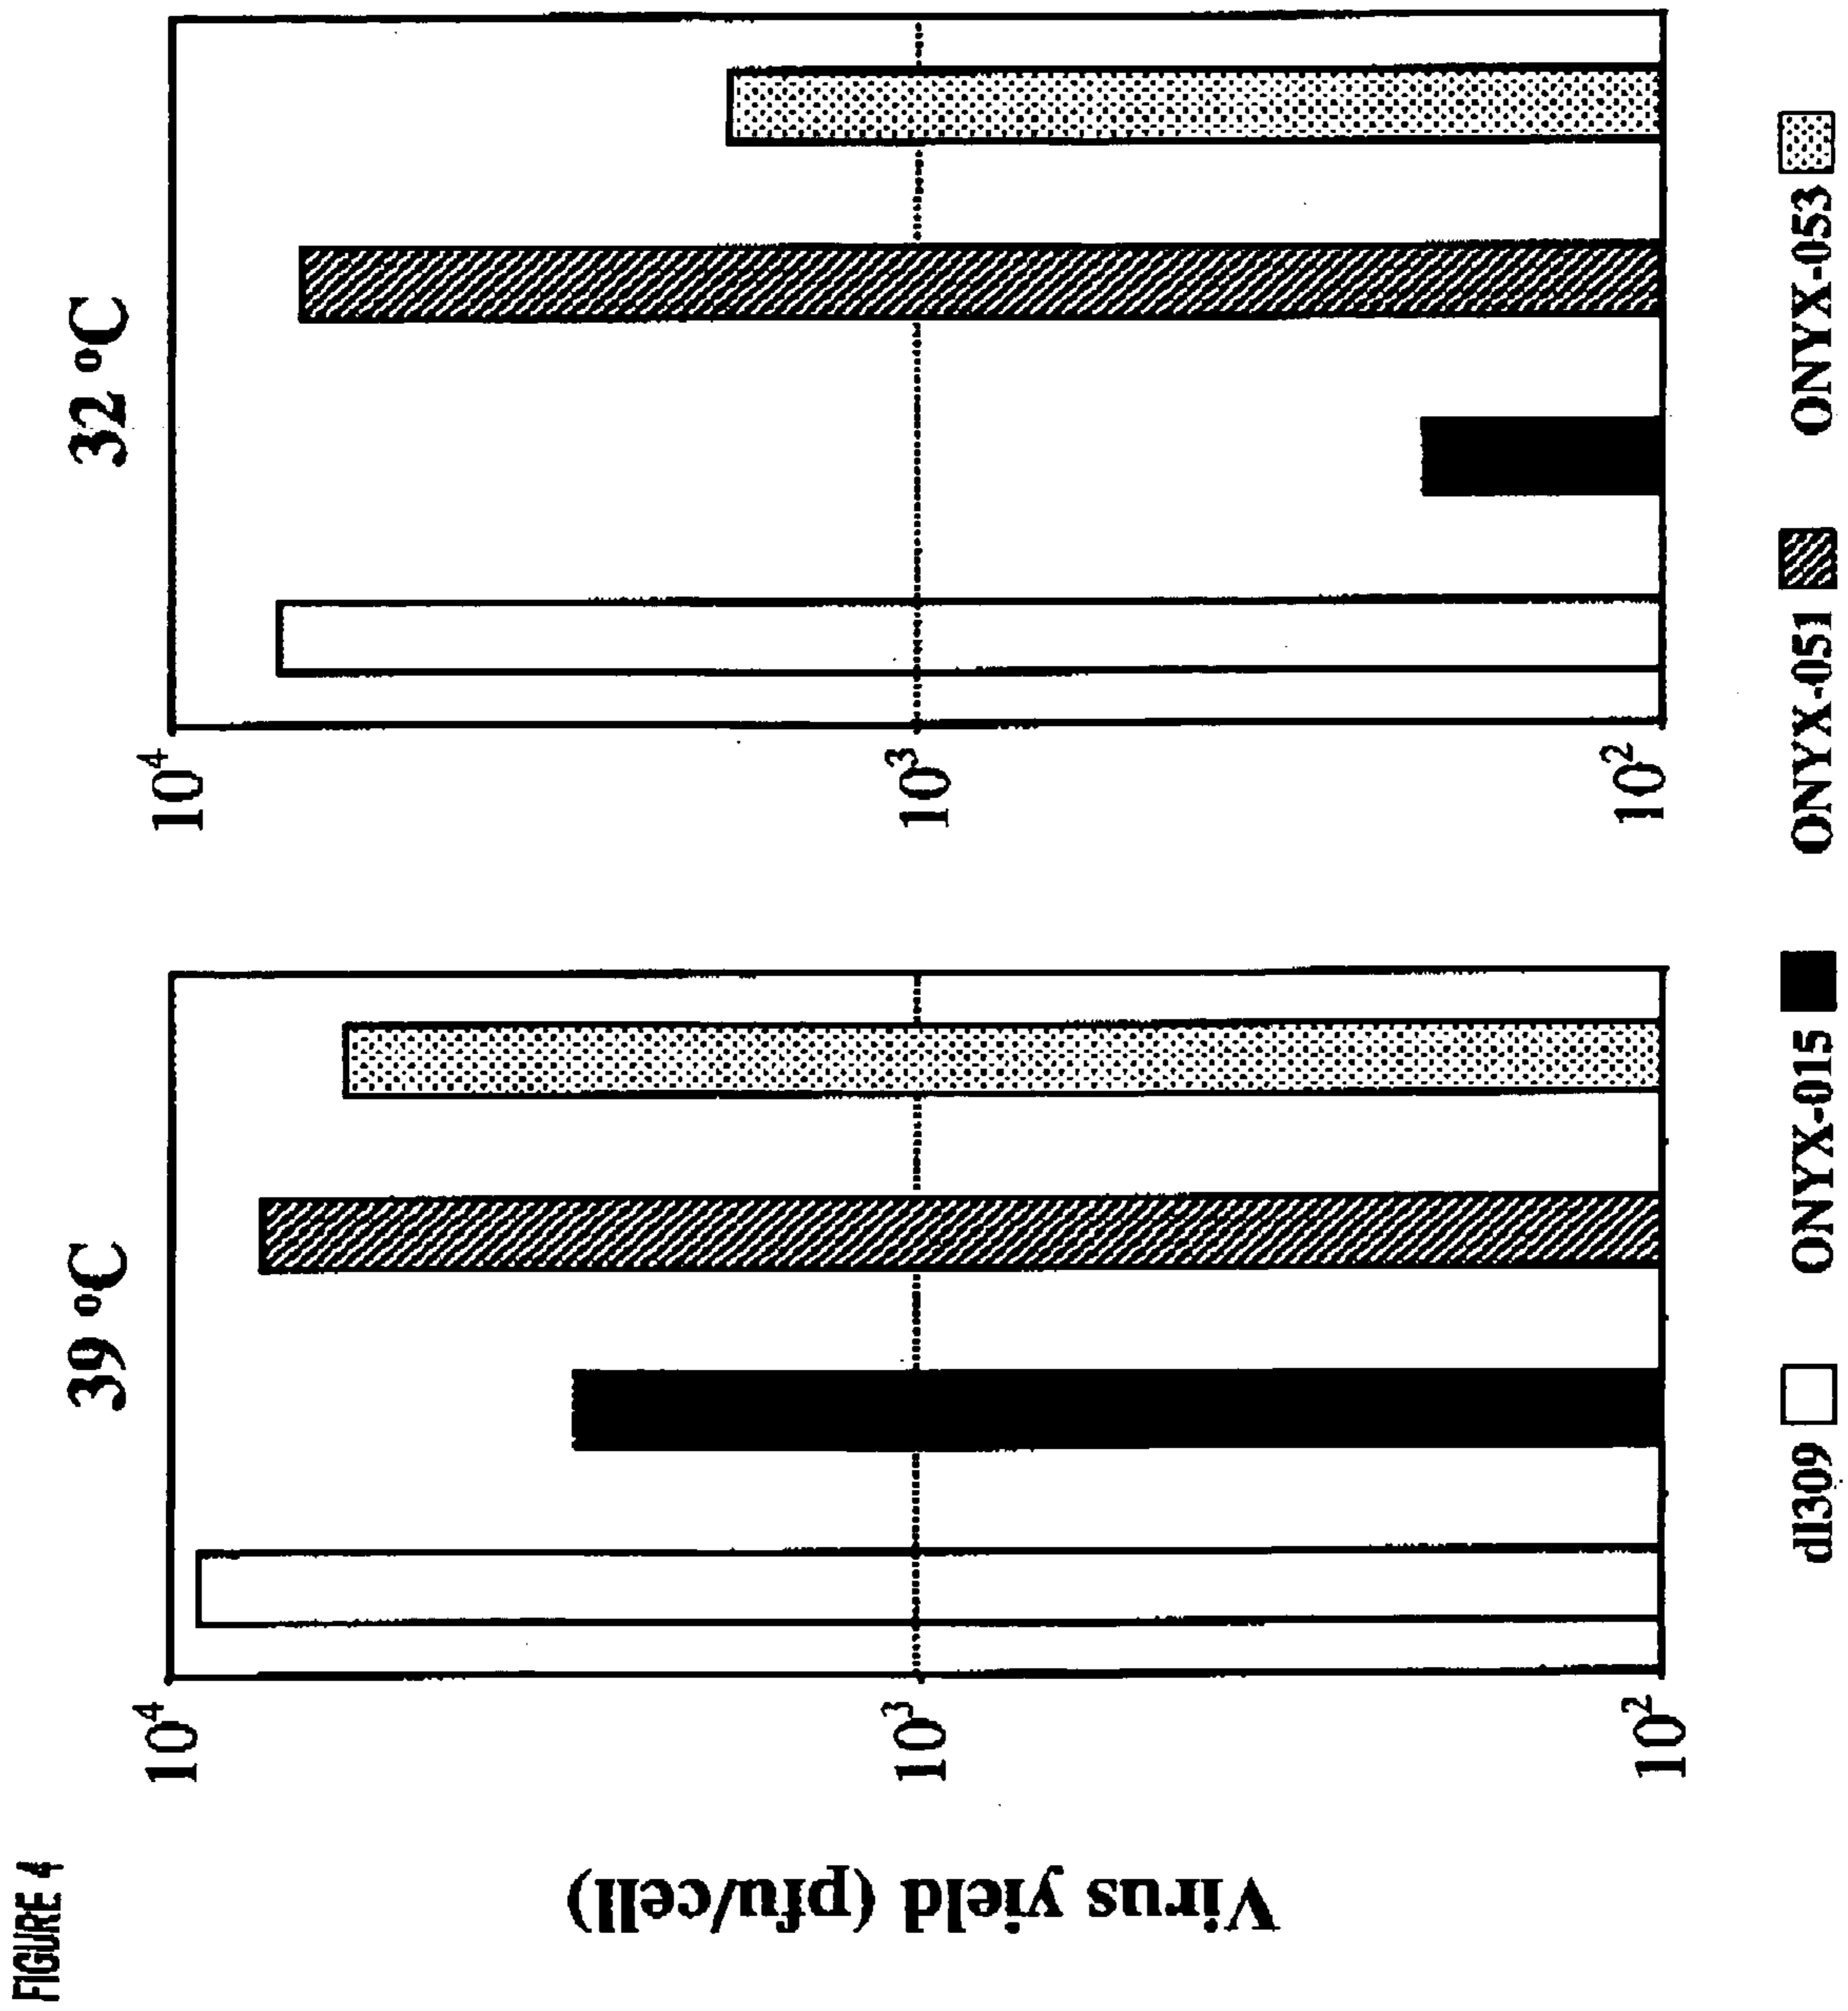 FIGURE 4
39 °C
32 °C
Virus yield (pfu/cell)
10⁴
10³
10²
10⁴
10³
10²
dl309
ONYX-015
ONYX-051
ONYX-053